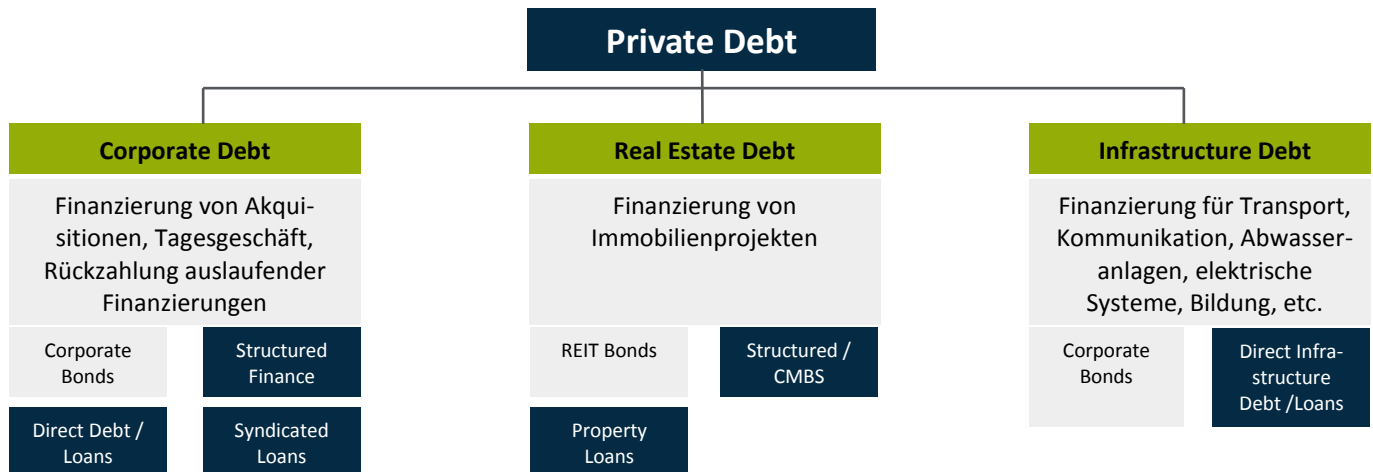 Private Debt
Corporate Debt
Finanzierung von Akqui-
sitionen, Tagesgeschäft,
Rückzahlung auslaufender
Finanzierungen
Corporate
Bonds
Structured
Finance
Direct Debt /
Loans
Syndicated
Loans
Real Estate Debt
Finanzierung von
Immobilienprojekten
REIT Bonds
Structured /
CMBS
Property
Loans
Infrastructure Debt
Finanzierung für Transport,
Kommunikation, Abwasser-
anlagen, elektrische
Systeme, Bildung, etc.
Corporate
Bonds
Direct Infra-
structure
Debt /Loans